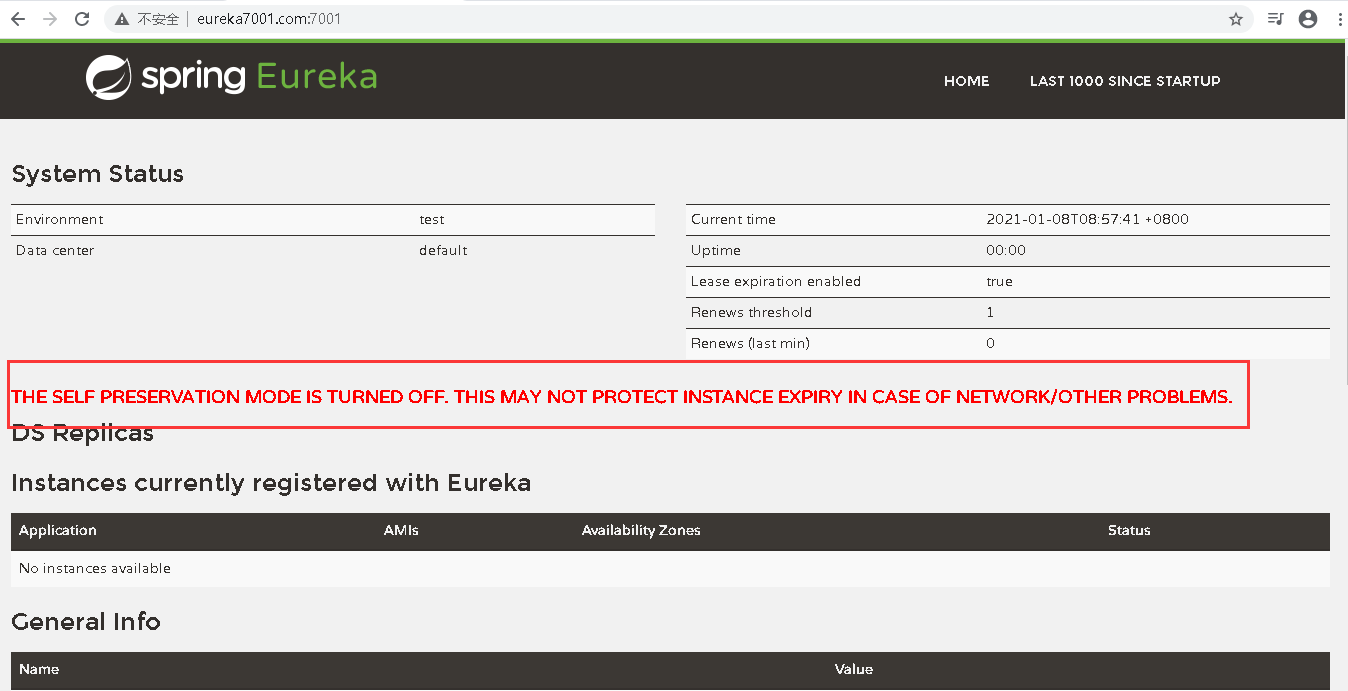 不安全 eureka7001.com:7001
spring Eureka
HOME LAST 1000 SINCE STARTUP
System Status
Environment test
Data center default
Current time 2021-01-08T08:57:41 +0800
Uptime 00:00
Lease expiration enabled true
Renews threshold 1
Renews (last min) 0
THE SELF PRESERVATION MODE IS TURNED OFF. THIS MAY NOT PROTECT INSTANCE EXPIRY IN CASE OF NETWORK/OTHER PROBLEMS.
DS Replicas
Instances currently registered with Eureka
Application AMIs Availability Zones Status
No instances available
General Info
Name Value